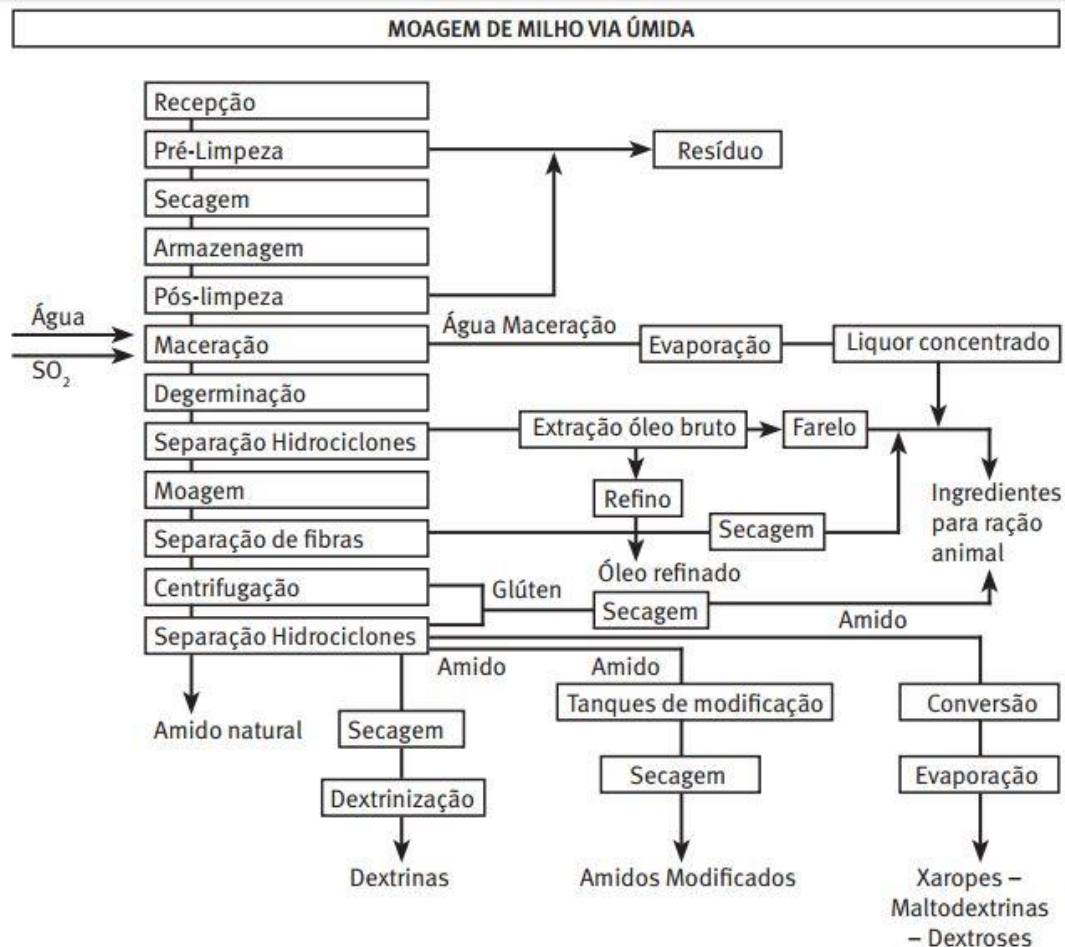 MOAGEM DE MILHO VIA ÚMIDA
Recepção
Pré-Limpeza
Resíduo
Secagem
Armazenagem
Pós-limpeza
Água
SO₂
Maceração
Água Maceração
Evaporação
Liquor concentrado
Degerminação
Separação Hidrociclones
Extração óleo bruto
Farelo
Moagem
Refino
Ingredientes
para ração
animal
Separação de fibras
Secagem
Óleo refinado
Centrifugação
Glúten
Secagem
Amido
Separação Hidrociclones
Amido
Amido
Amido natural
Secagem
Tanques de modificação
Conversão
Dextrinização
Secagem
Evaporação
Dextrinas
Amidos Modificados
Xaropes –
Maltodextrinas
– Dextroses